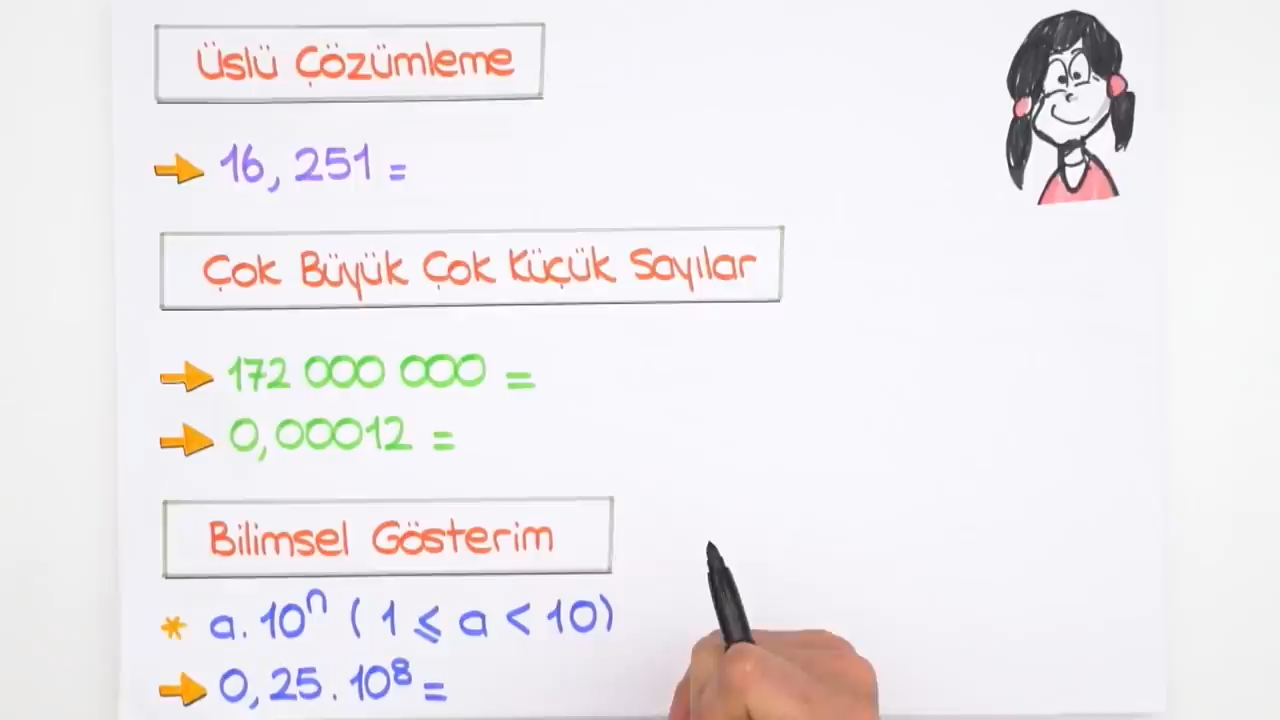 Üslü Çözümleme
16, 251 =
Çok Büyük Çok Küçük Sayılar
172 000 000 =
0,00012 =
Bilimsel Gösterim
* a. 10ⁿ ( 1 ≤ a < 10)
0, 25 . 10⁸ =